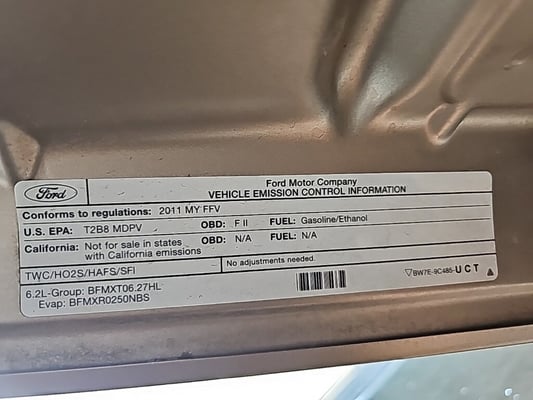 Ford
Ford Motor Company
VEHICLE EMISSION CONTROL INFORMATION
Conforms to regulations: 2011 MY FFV
U.S. EPA: T2B8 MDPV OBD: F II FUEL: Gasoline/Ethanol
California: Not for sale in states with California emissions OBD: N/A FUEL: N/A
TWC/HO2S/HAFS/SFI
No adjustments needed.
6.2L-Group: BFMXT06.27HL
Evap: BFMXR0250NBS
BW7E-9C485-UCT